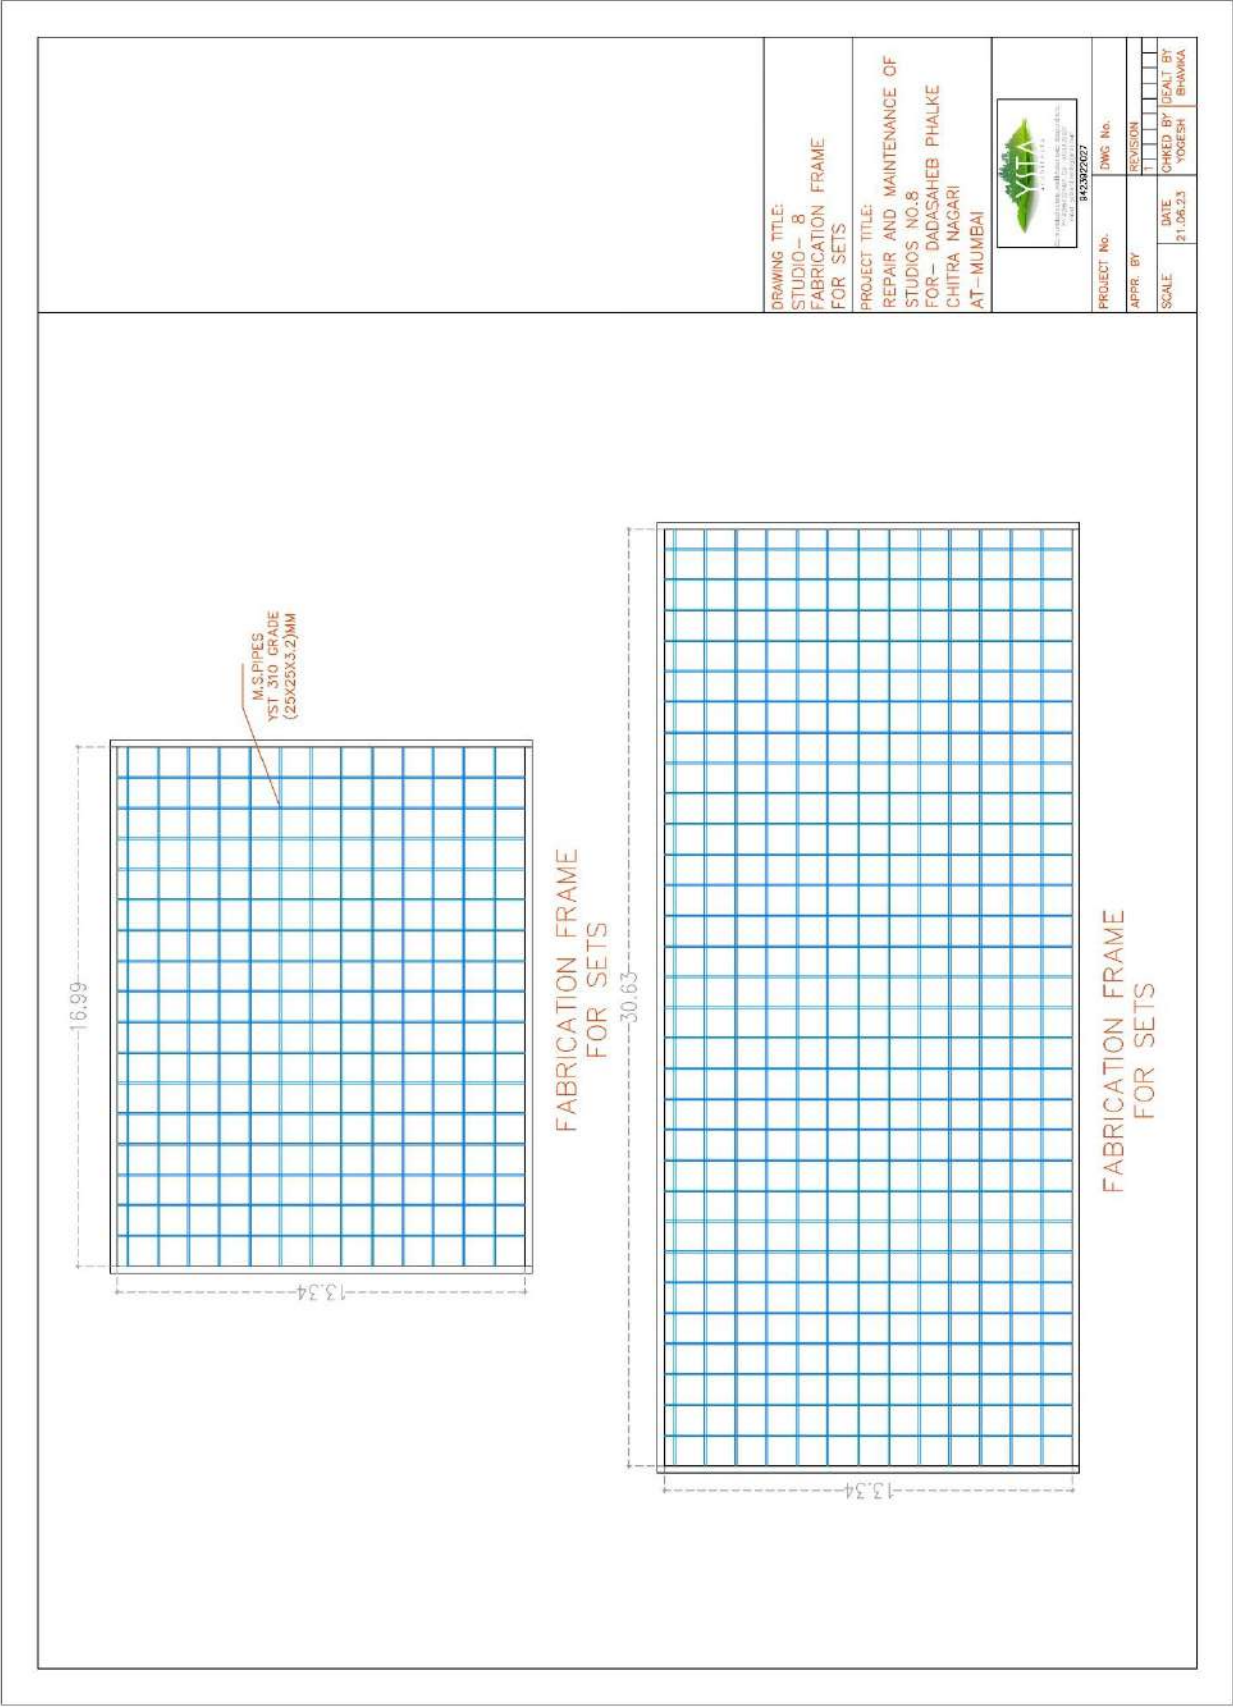 16.99
M.S.PIPES
YST 310 GRADE
(25X25X3.2)MM
13.34
FABRICATION FRAME
FOR SETS
30.63
13.34
FABRICATION FRAME
FOR SETS
DRAWING TITLE:
STUDIO- 8
FABRICATION FRAME
FOR SETS
PROJECT TITLE:
REPAIR AND MAINTENANCE OF
STUDIOS NO.8
FOR- DADASAHEB PHALKE
CHITRA NAGARI
AT-MUMBAI
9423922027
PROJECT No. DWG No.
APPR. BY REVISION
1
SCALE DATE CHKED BY DEALT BY
21.06.23 YOGESH BHAVIKA